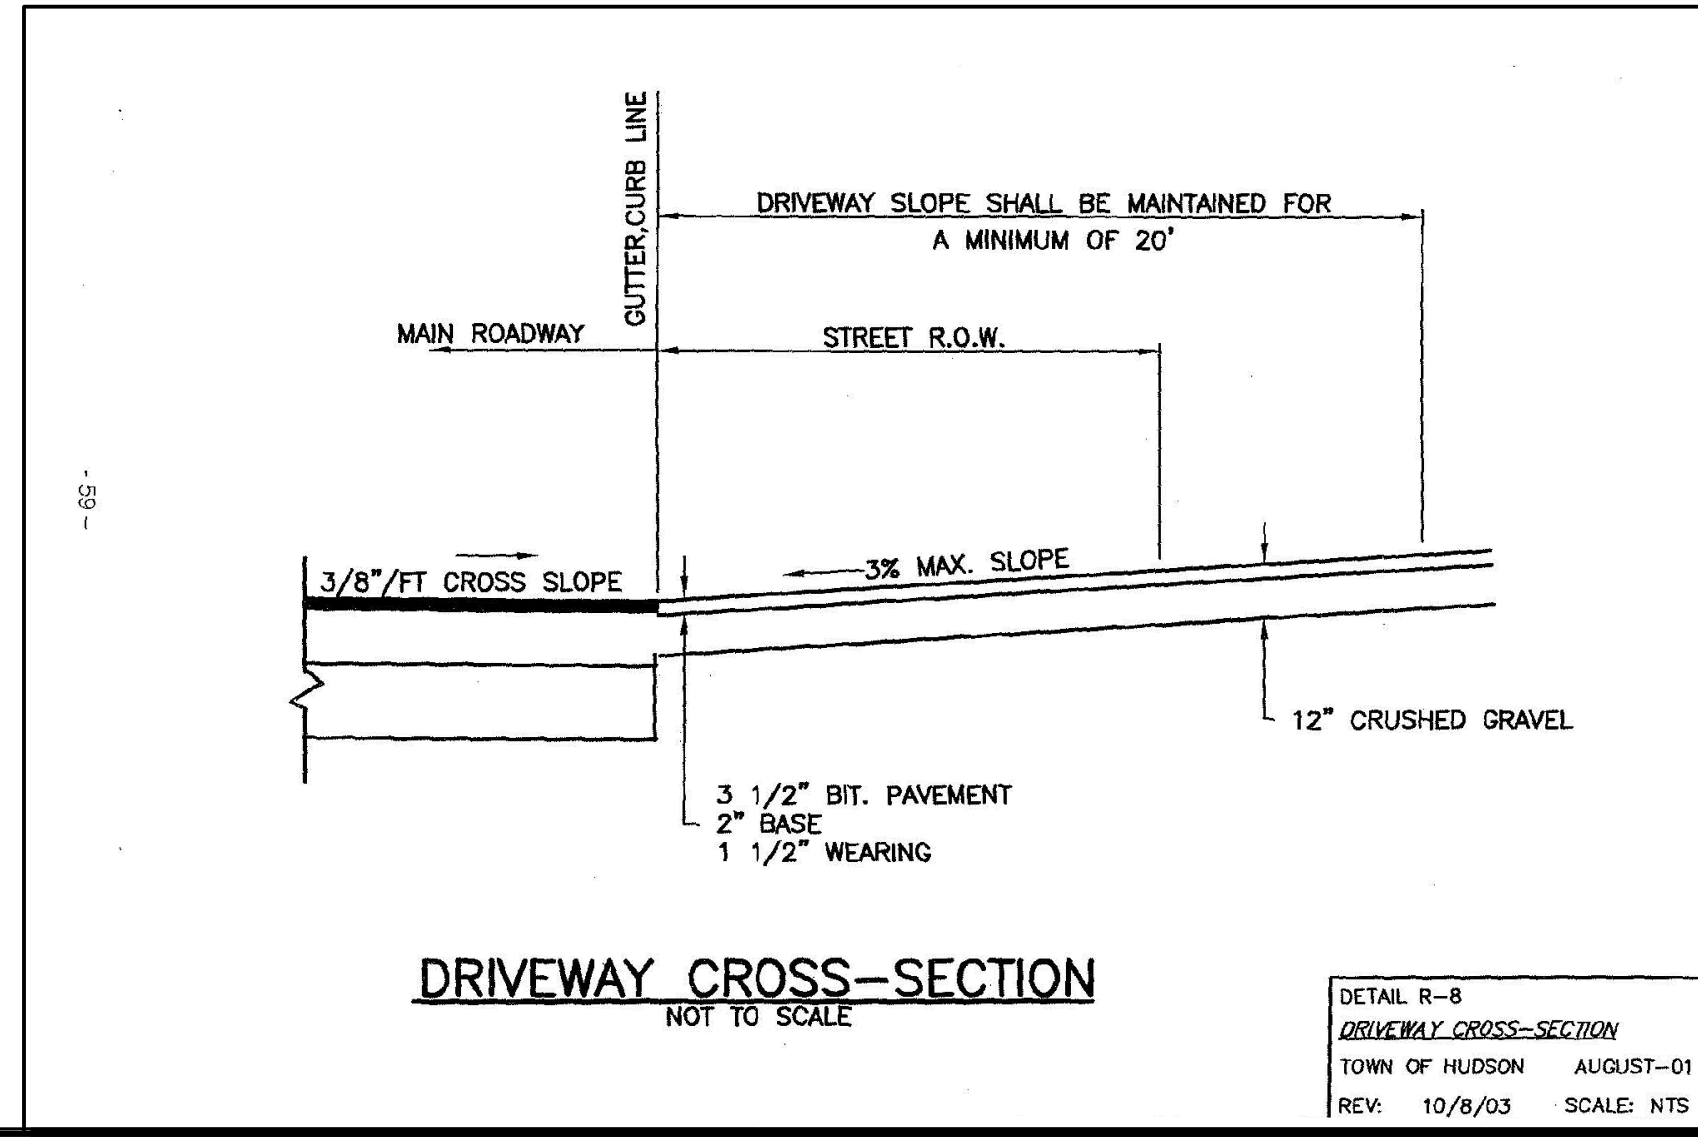 GUTTER,CURB LINE
DRIVEWAY SLOPE SHALL BE MAINTAINED FOR
A MINIMUM OF 20'
MAIN ROADWAY
STREET R.O.W.
- 59 -
3/8"/FT CROSS SLOPE
3% MAX. SLOPE
12" CRUSHED GRAVEL
3 1/2" BIT. PAVEMENT
2" BASE
1 1/2" WEARING
DRIVEWAY CROSS-SECTION
NOT TO SCALE
DETAIL R-8
DRIVEWAY CROSS-SECTION
TOWN OF HUDSON AUGUST-01
REV: 10/8/03 SCALE: NTS